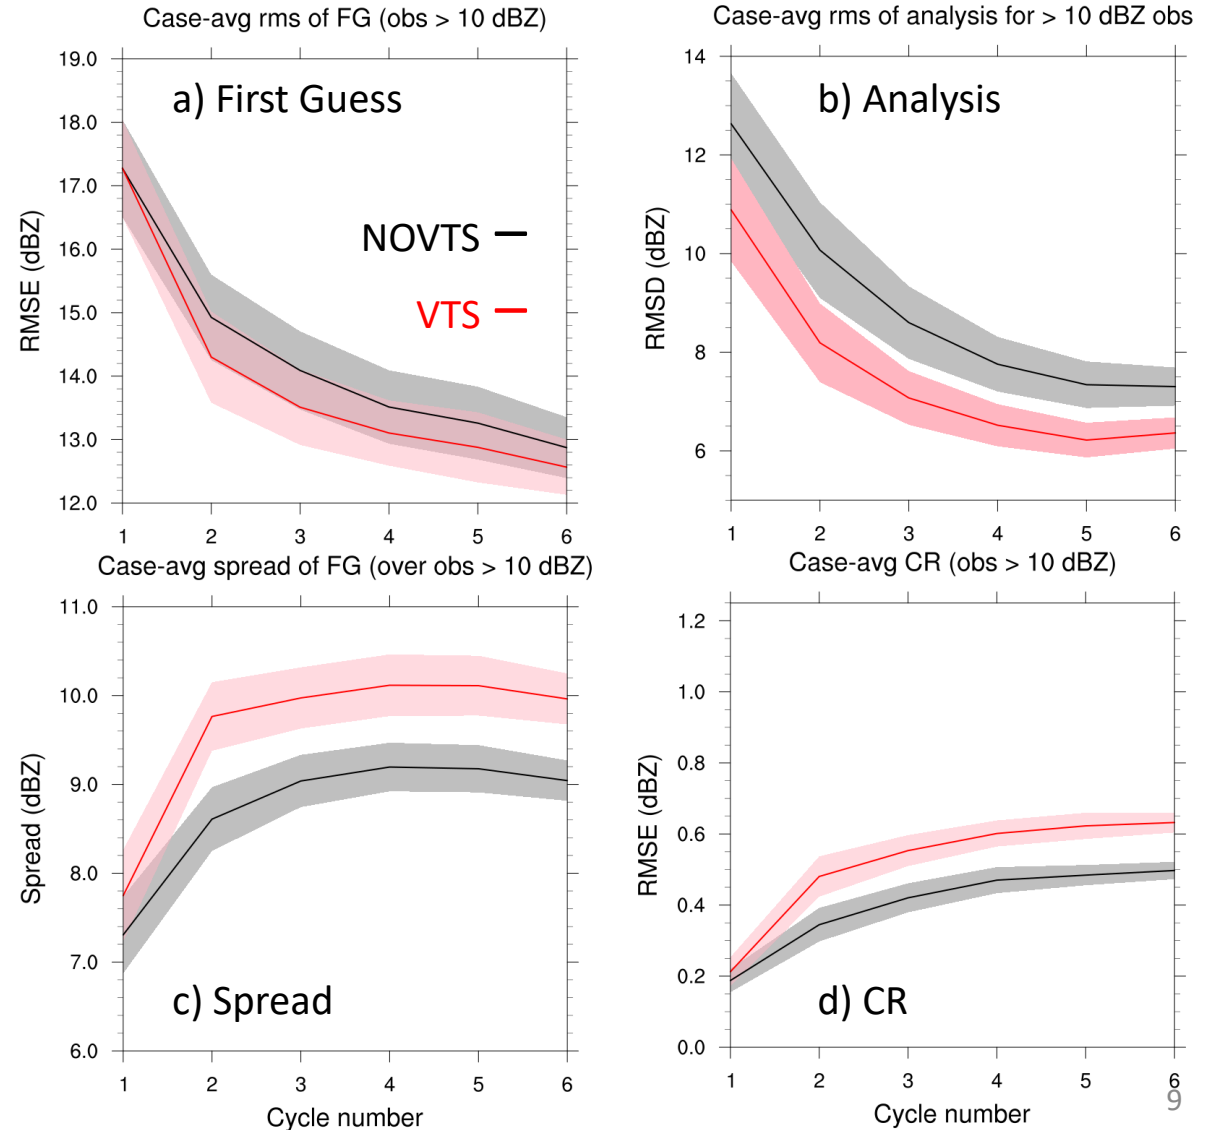 Case-avg rms of FG (obs > 10 dBZ)
19.0
18.0
17.0
16.0
15.0
14.0
13.0
12.0
RMSE (dBZ)
a) First Guess
NOVTS
VTS
1 2 3 4 5 6
Case-avg rms of analysis for > 10 dBZ obs
14
12
10
8
6
RMSD (dBZ)
b) Analysis
1 2 3 4 5 6
Case-avg spread of FG (over obs > 10 dBZ)
11.0
10.0
9.0
8.0
7.0
6.0
Spread (dBZ)
c) Spread
1 2 3 4 5 6
Cycle number
Case-avg CR (obs > 10 dBZ)
1.2
1.0
0.8
0.6
0.4
0.2
0.0
RMSE (dBZ)
d) CR
1 2 3 4 5 6
Cycle number
9